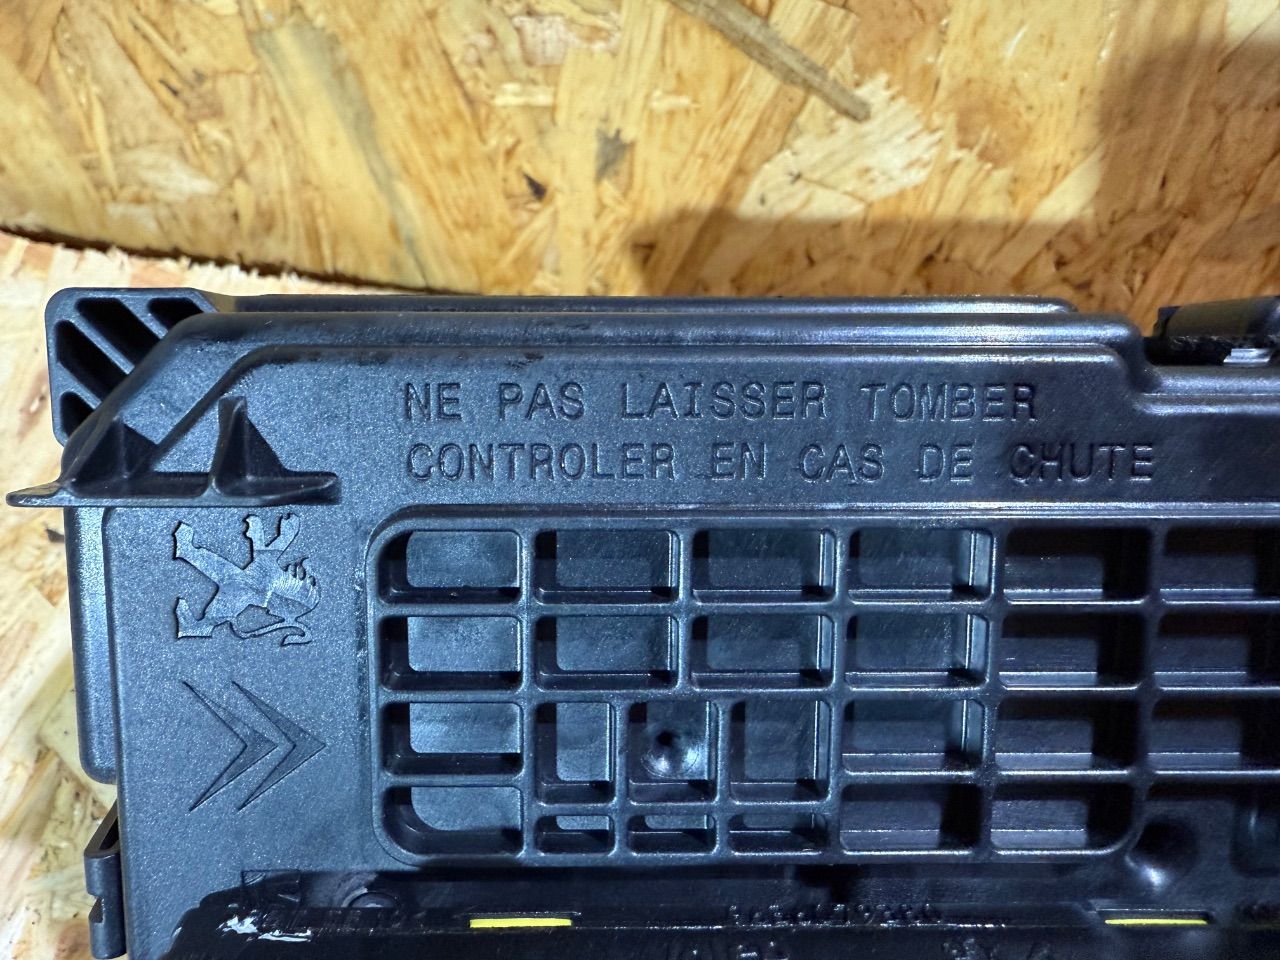 NE PAS LAISSER TOMBER
CONTROLER EN CAS DE CHUTE